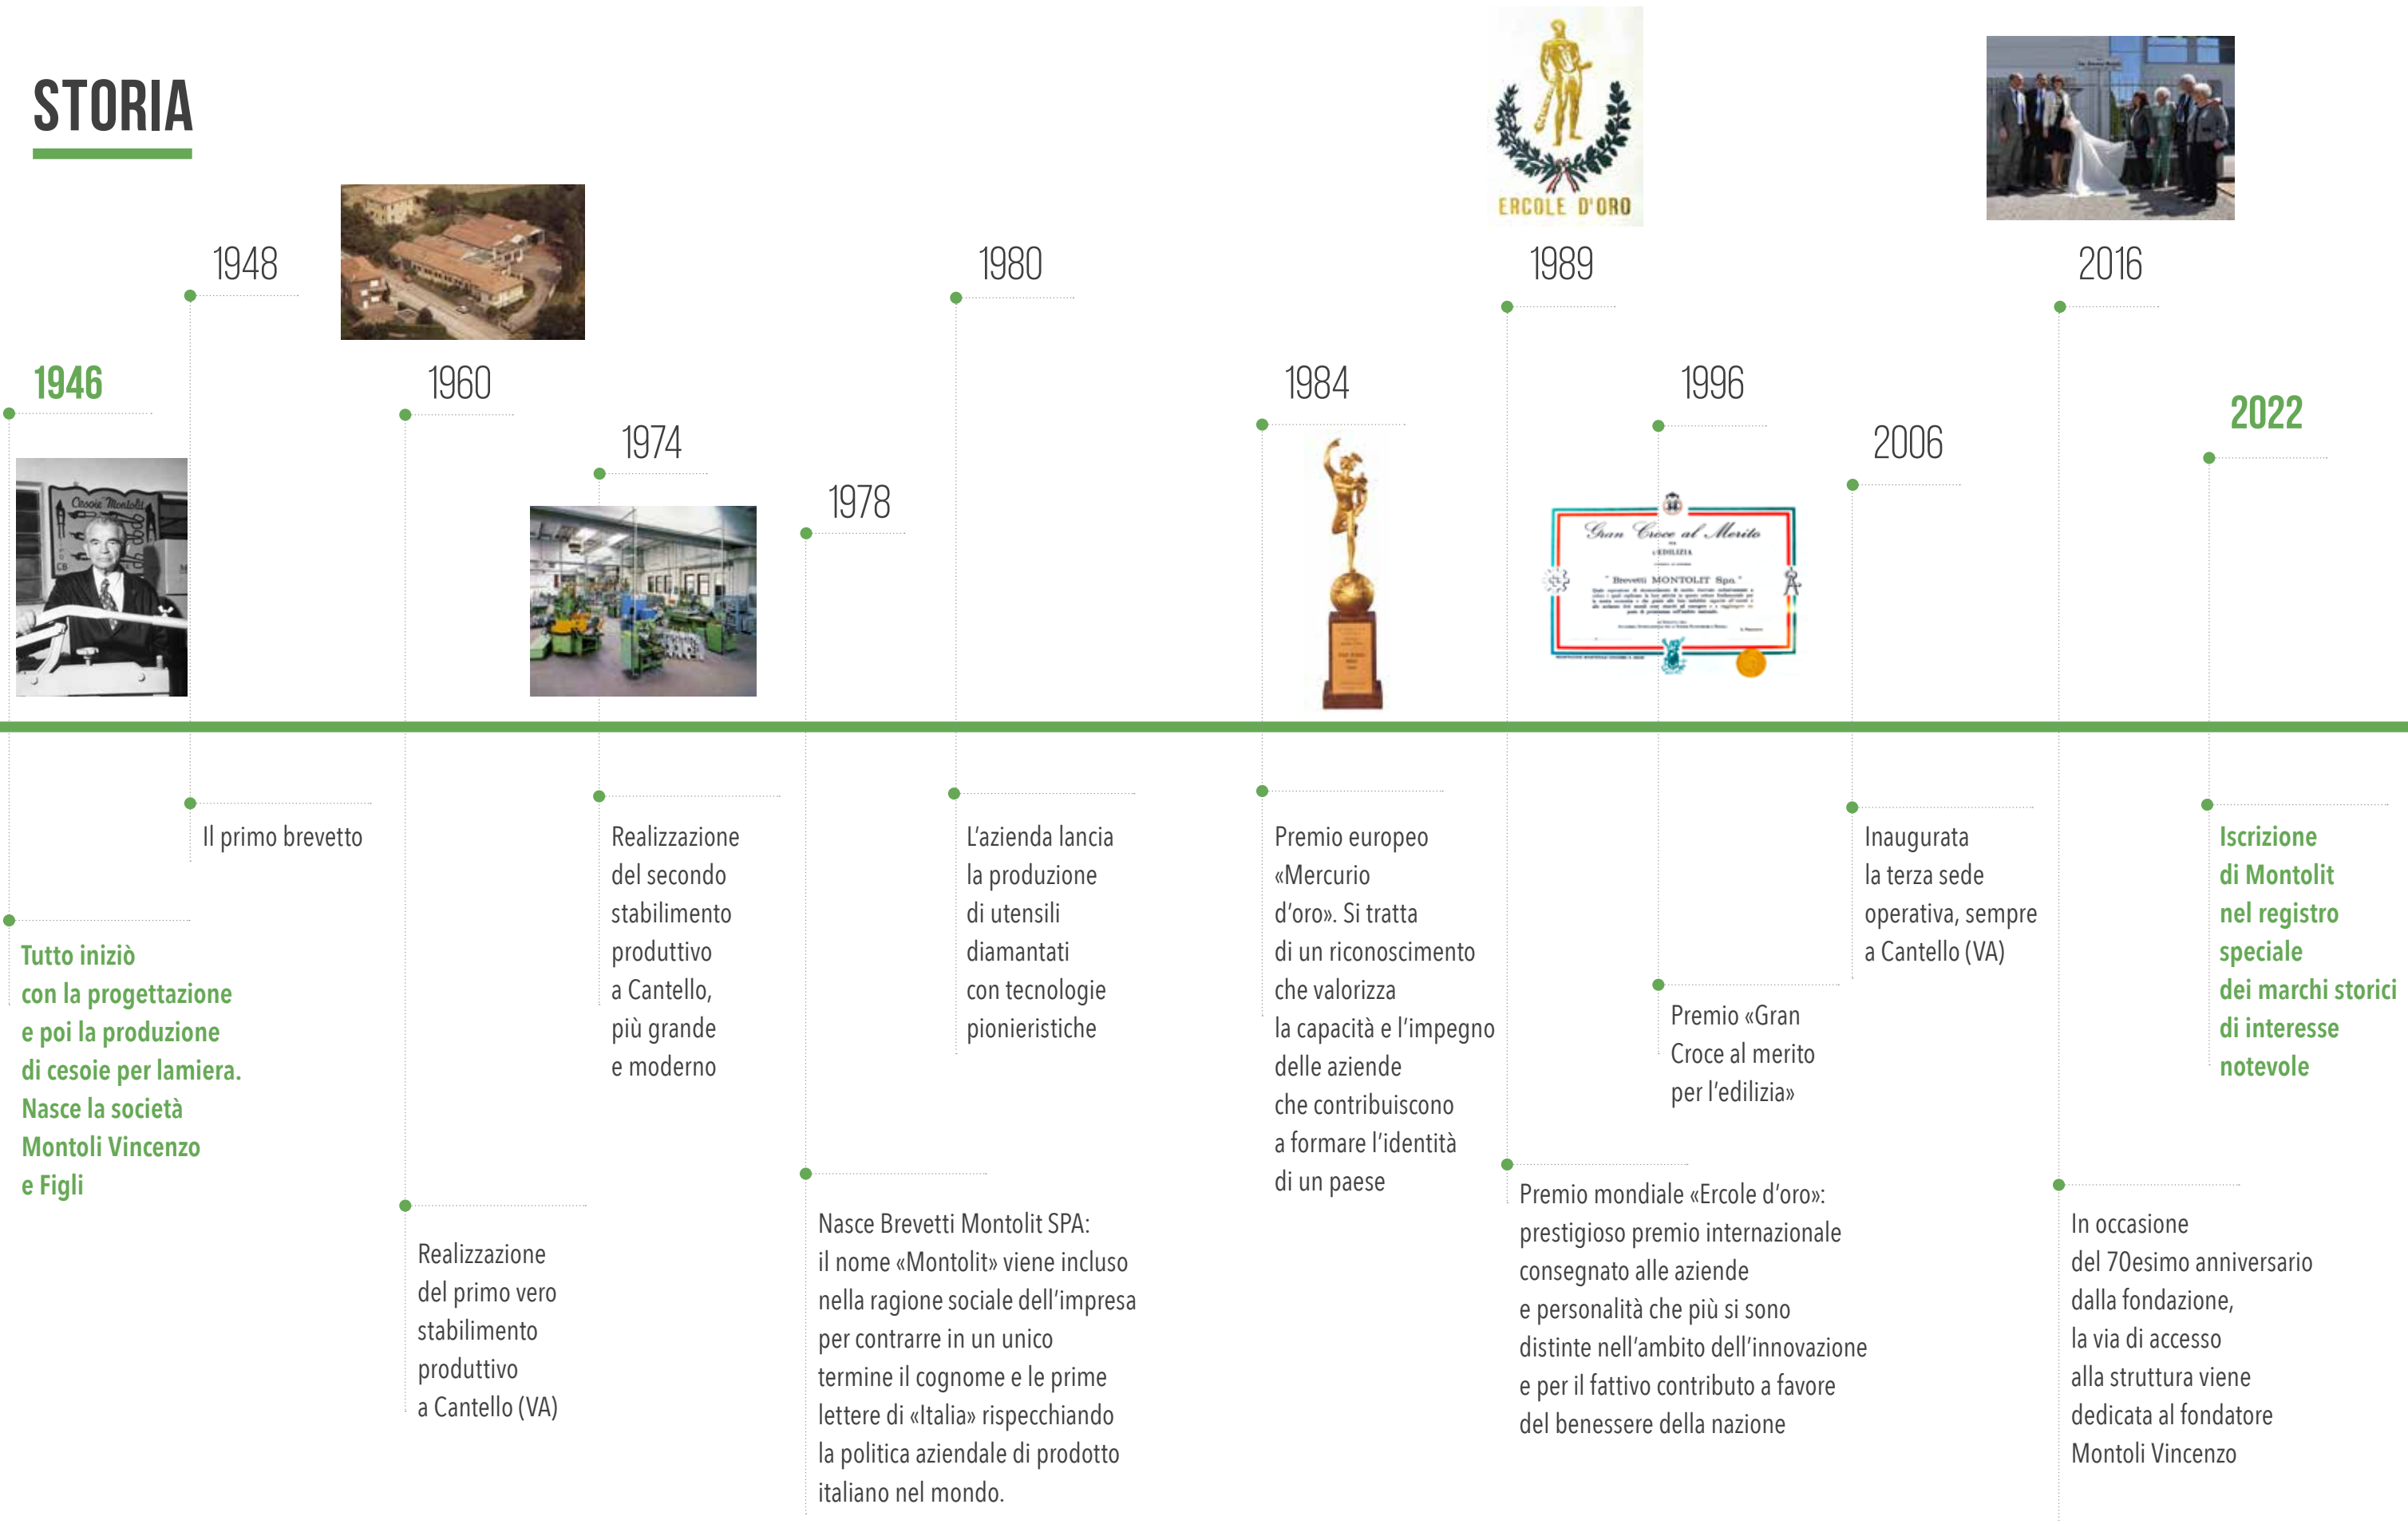 STORIA
1946
Cesoie "Montolit"
Tutto iniziò
con la progettazione
e poi la produzione
di cesoie per lamiera.
Nasce la società
Montoli Vincenzo
e Figli
1948
Il primo brevetto
1960
Realizzazione
del primo vero
stabilimento
produttivo
a Cantello (VA)
1974
Realizzazione
del secondo
stabilimento
produttivo
a Cantello,
più grande
e moderno
1978
Nasce Brevetti Montolit SPA:
il nome «Montolit» viene incluso
nella ragione sociale dell’impresa
per contrarre in un unico
termine il cognome e le prime
lettere di «Italia» rispecchiando
la politica aziendale di prodotto
italiano nel mondo.
1980
L’azienda lancia
la produzione
di utensili
diamantati
con tecnologie
pionieristiche
1984
Premio europeo
«Mercurio
d’oro». Si tratta
di un riconoscimento
che valorizza
la capacità e l’impegno
delle aziende
che contribuiscono
a formare l’identità
di un paese
ERCOLE D'ORO
1989
Premio mondiale «Ercole d’oro»:
prestigioso premio internazionale
consegnato alle aziende
e personalità che più si sono
distinte nell’ambito dell’innovazione
e per il fattivo contributo a favore
del benessere della nazione
1996
Gran Croce al Merito
L'EDILIZIA
"Brevetti MONTOLIT Spa."
Premio «Gran
Croce al merito
per l’edilizia»
2006
Inaugurata
la terza sede
operativa, sempre
a Cantello (VA)
2016
In occasione
del 70esimo anniversario
dalla fondazione,
la via di accesso
alla struttura viene
dedicata al fondatore
Montoli Vincenzo
2022
Iscrizione
di Montolit
nel registro
speciale
dei marchi storici
di interesse
notevole